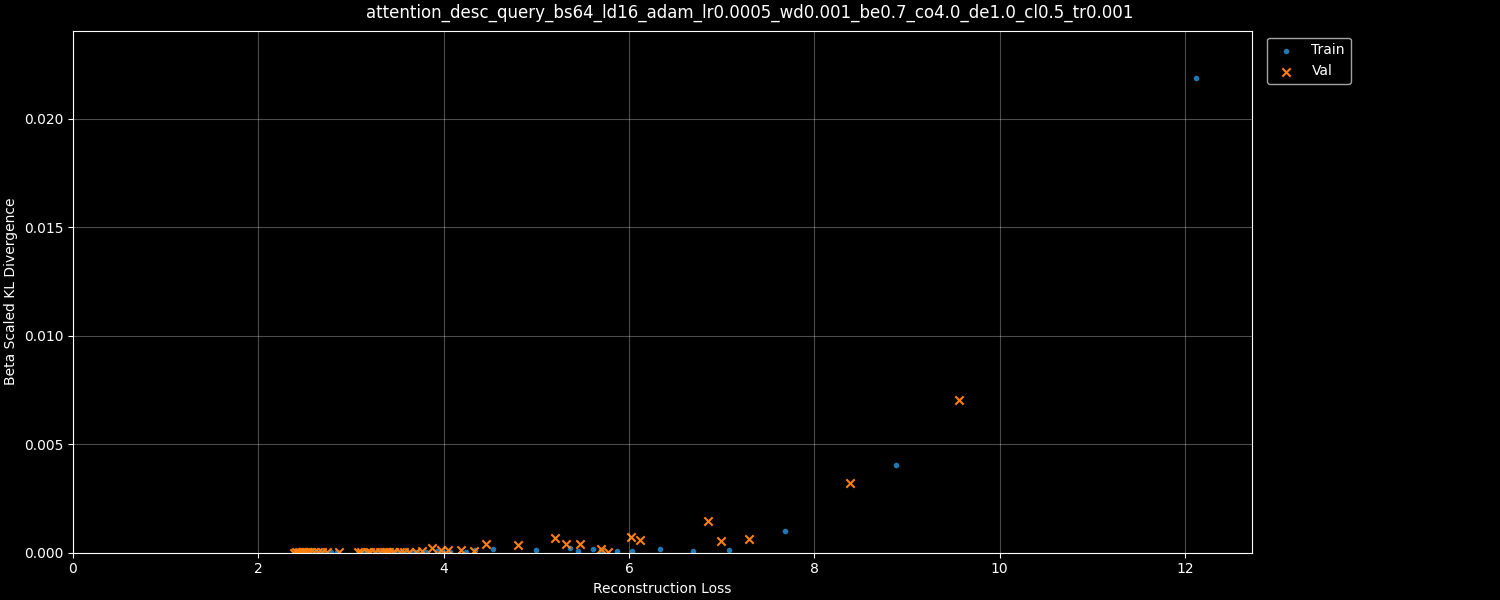 attention_desc_query_bs64_ld16_adam_lr0.0005_wd0.001_be0.7_co4.0_de1.0_cl0.5_tr0.001
Train
Val
0.020
0.015
0.010
0.005
0.000
Beta Scaled KL Divergence
0
2
4
6
8
10
12
Reconstruction Loss